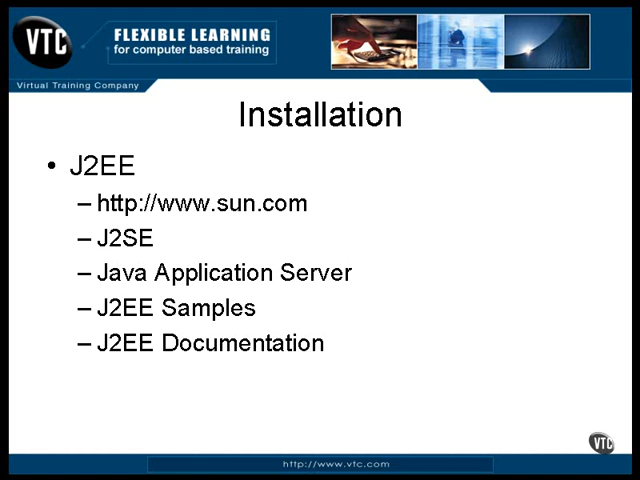 VTC
FLEXIBLE LEARNING
for computer based training
Virtual Training Company
Installation
• J2EE
– http://www.sun.com
– J2SE
– Java Application Server
– J2EE Samples
– J2EE Documentation
VTC
http://www.vtc.com